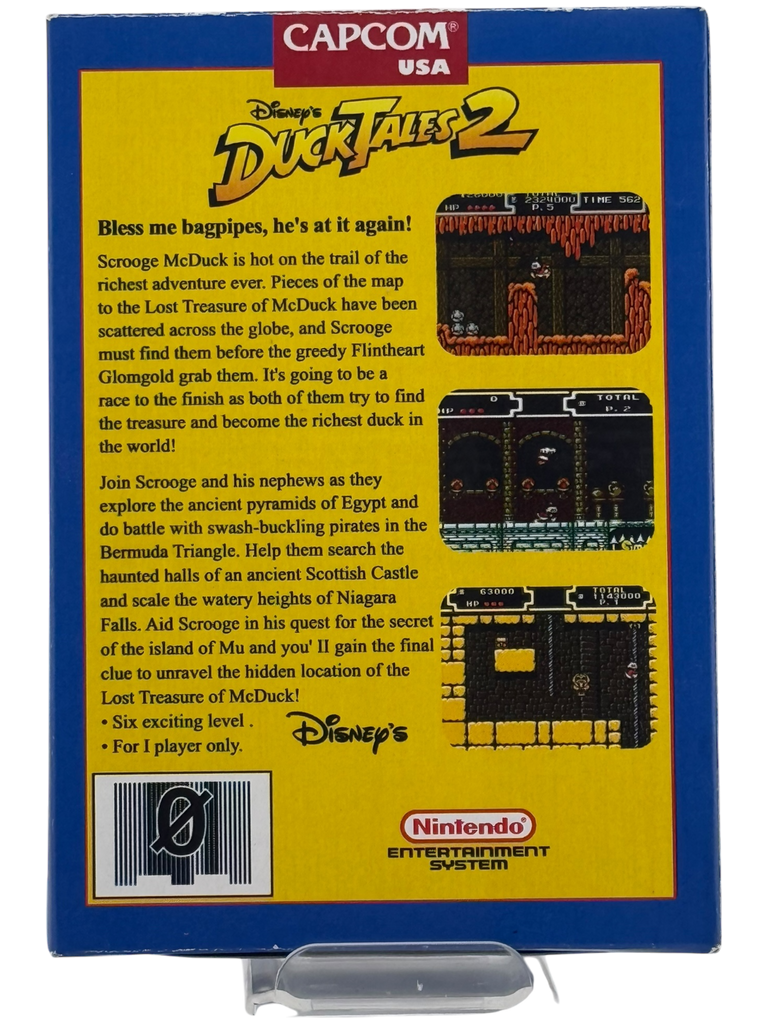 CAPCOM®
USA
DISNEY'S
DUCKTALES 2
Bless me bagpipes, he's at it again!
Scrooge McDuck is hot on the trail of the
richest adventure ever. Pieces of the map
to the Lost Treasure of McDuck have been
scattered across the globe, and Scrooge
must find them before the greedy Flintheart
Glomgold grab them. It's going to be a
race to the finish as both of them try to find
the treasure and become the richest duck in
the world!
Join Scrooge and his nephews as they
explore the ancient pyramids of Egypt and
do battle with swash-buckling pirates in the
Bermuda Triangle. Help them search the
haunted halls of an ancient Scottish Castle
and scale the watery heights of Niagara
Falls. Aid Scrooge in his quest for the secret
of the island of Mu and you' II gain the final
clue to unravel the hidden location of the
Lost Treasure of McDuck!
• Six exciting level .
• For I player only.
DISNEY'S
TOTAL
$ 2324000 TIME 562
HP P.5
0 $ TOTAL
HP P.2
$ 63000 TOTAL
$ 1143000
HP P.1
Ø
Nintendo®
ENTERTAINMENT
SYSTEM